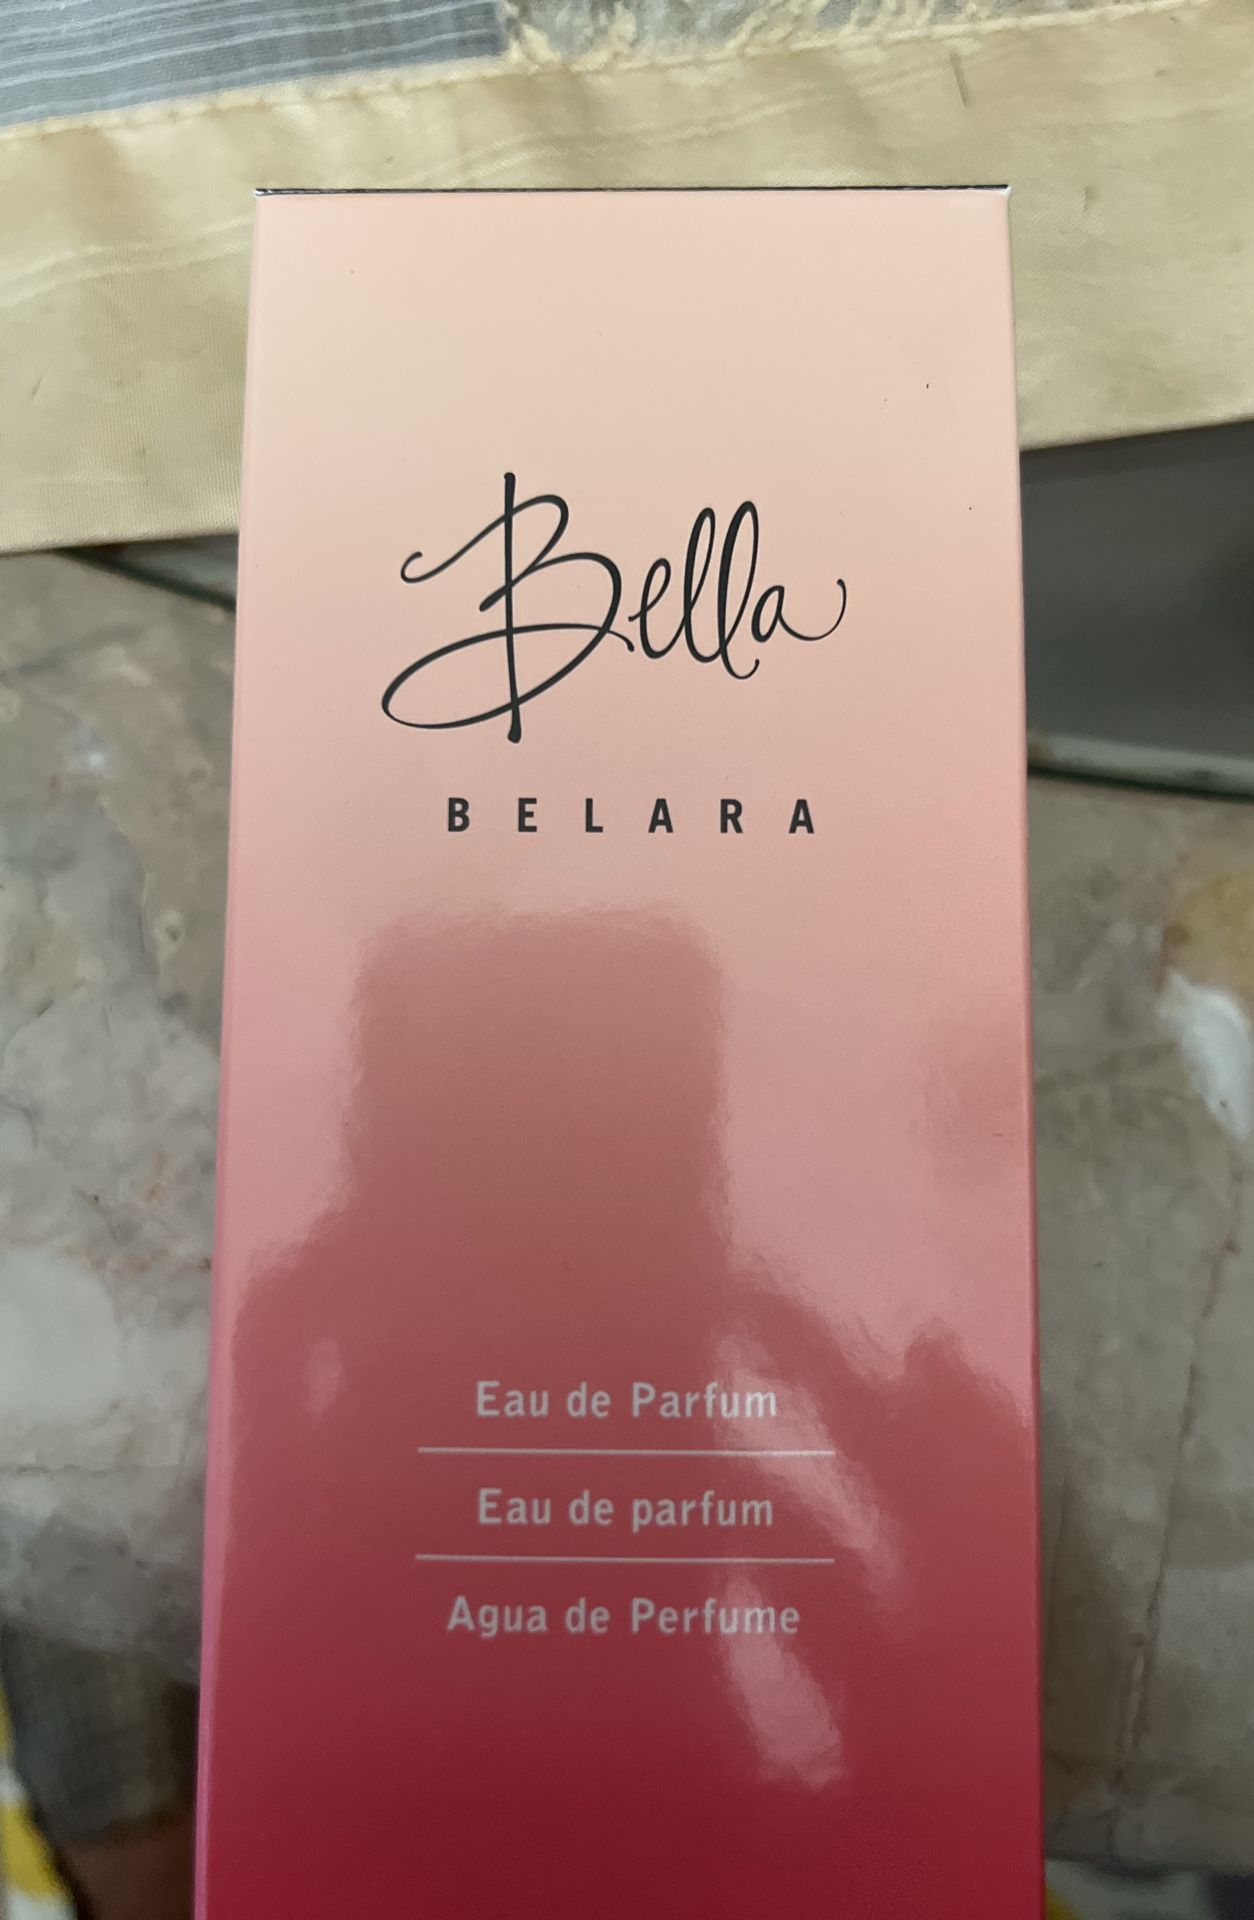 Bella
BELARA
Eau de Parfum
Eau de parfum
Agua de Perfume